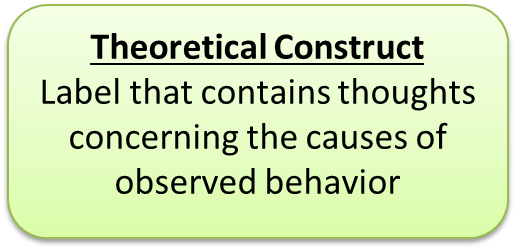 Theoretical Construct
Label that contains thoughts
concerning the causes of
observed behavior